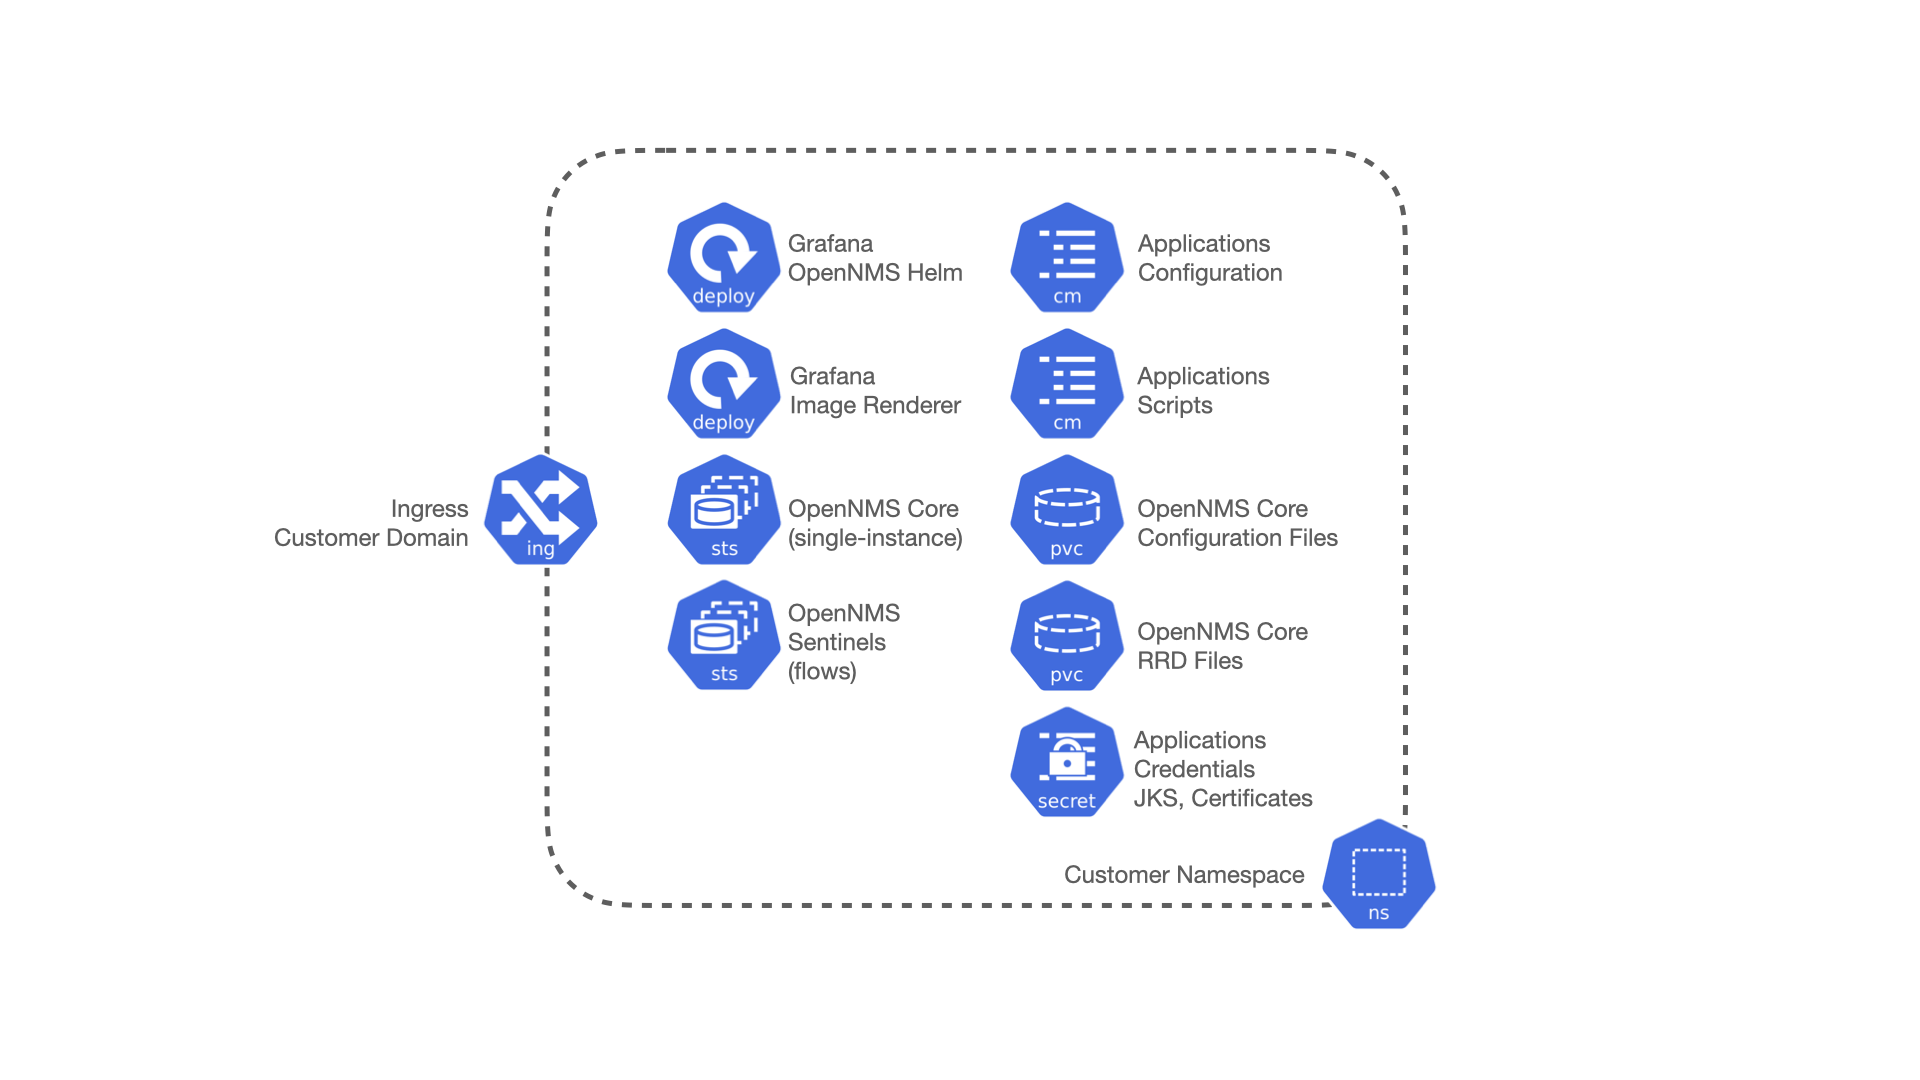 Grafana
OpenNMS Helm
deploy
Applications
Configuration
cm
Grafana
Image Renderer
deploy
Applications
Scripts
cm
Ingress
Customer Domain
ing
OpenNMS Core
(single-instance)
sts
OpenNMS Core
Configuration Files
pvc
OpenNMS
Sentinels
(flows)
sts
OpenNMS Core
RRD Files
pvc
Applications
Credentials
JKS, Certificates
secret
Customer Namespace
ns